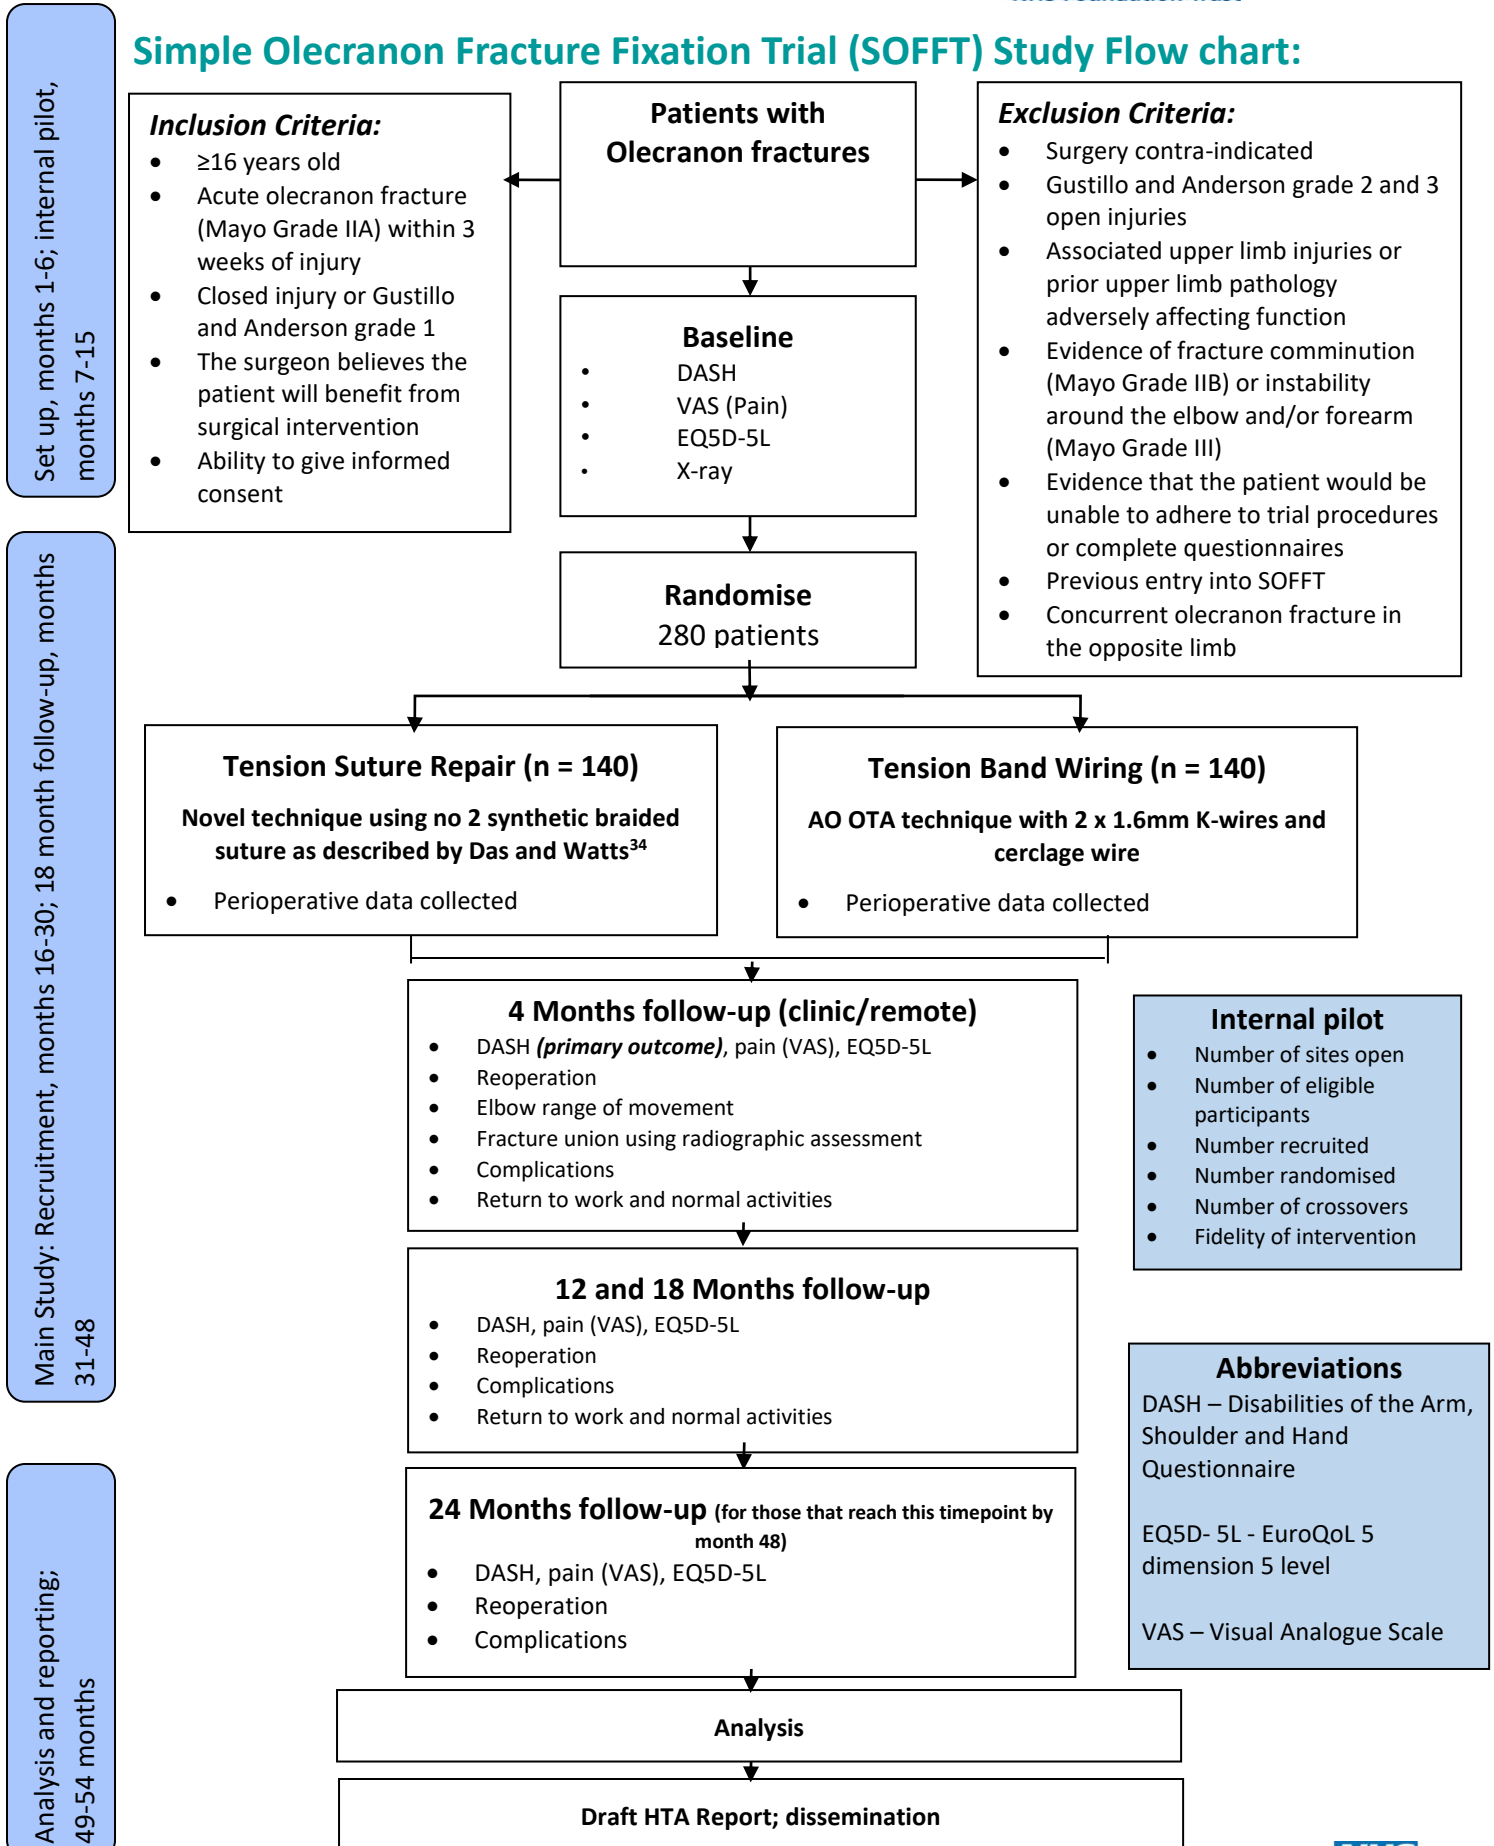 Simple Olecranon Fracture Fixation Trial (SOFFT) Study Flow chart:
Set up, months 1-6; internal pilot,
months 7-15
Inclusion Criteria:
• ≥16 years old
• Acute olecranon fracture
(Mayo Grade IIA) within 3
weeks of injury
• Closed injury or Gustillo
and Anderson grade 1
• The surgeon believes the
patient will benefit from
surgical intervention
• Ability to give informed
consent
Patients with
Olecranon fractures
Exclusion Criteria:
• Surgery contra-indicated
• Gustillo and Anderson grade 2 and 3
open injuries
• Associated upper limb injuries or
prior upper limb pathology
adversely affecting function
• Evidence of fracture comminution
(Mayo Grade IIB) or instability
around the elbow and/or forearm
(Mayo Grade III)
• Evidence that the patient would be
unable to adhere to trial procedures
or complete questionnaires
• Previous entry into SOFFT
• Concurrent olecranon fracture in
the opposite limb
Baseline
• DASH
• VAS (Pain)
• EQ5D-5L
• X-ray
Randomise
280 patients
Main Study: Recruitment, months 16-30; 18 month follow-up, months
31-48
Tension Suture Repair (n = 140)
Novel technique using no 2 synthetic braided
suture as described by Das and Watts34
• Perioperative data collected
Tension Band Wiring (n = 140)
AO OTA technique with 2 x 1.6mm K-wires and
cerclage wire
• Perioperative data collected
4 Months follow-up (clinic/remote)
• DASH (primary outcome), pain (VAS), EQ5D-5L
• Reoperation
• Elbow range of movement
• Fracture union using radiographic assessment
• Complications
• Return to work and normal activities
Internal pilot
• Number of sites open
• Number of eligible
participants
• Number recruited
• Number randomised
• Number of crossovers
• Fidelity of intervention
12 and 18 Months follow-up
• DASH, pain (VAS), EQ5D-5L
• Reoperation
• Complications
• Return to work and normal activities
Abbreviations
DASH – Disabilities of the Arm,
Shoulder and Hand
Questionnaire
EQ5D- 5L - EuroQoL 5
dimension 5 level
VAS – Visual Analogue Scale
Analysis and reporting;
49-54 months
24 Months follow-up (for those that reach this timepoint by
month 48)
• DASH, pain (VAS), EQ5D-5L
• Reoperation
• Complications
Analysis
Draft HTA Report; dissemination